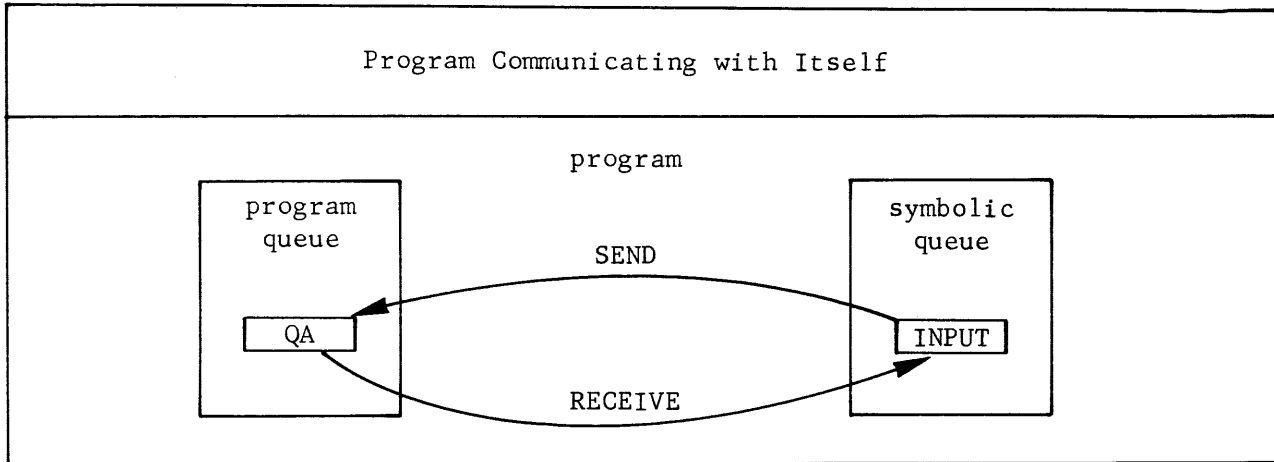 Program Communicating with Itself
program
program
queue
symbolic
queue
SEND
QA
INPUT
RECEIVE